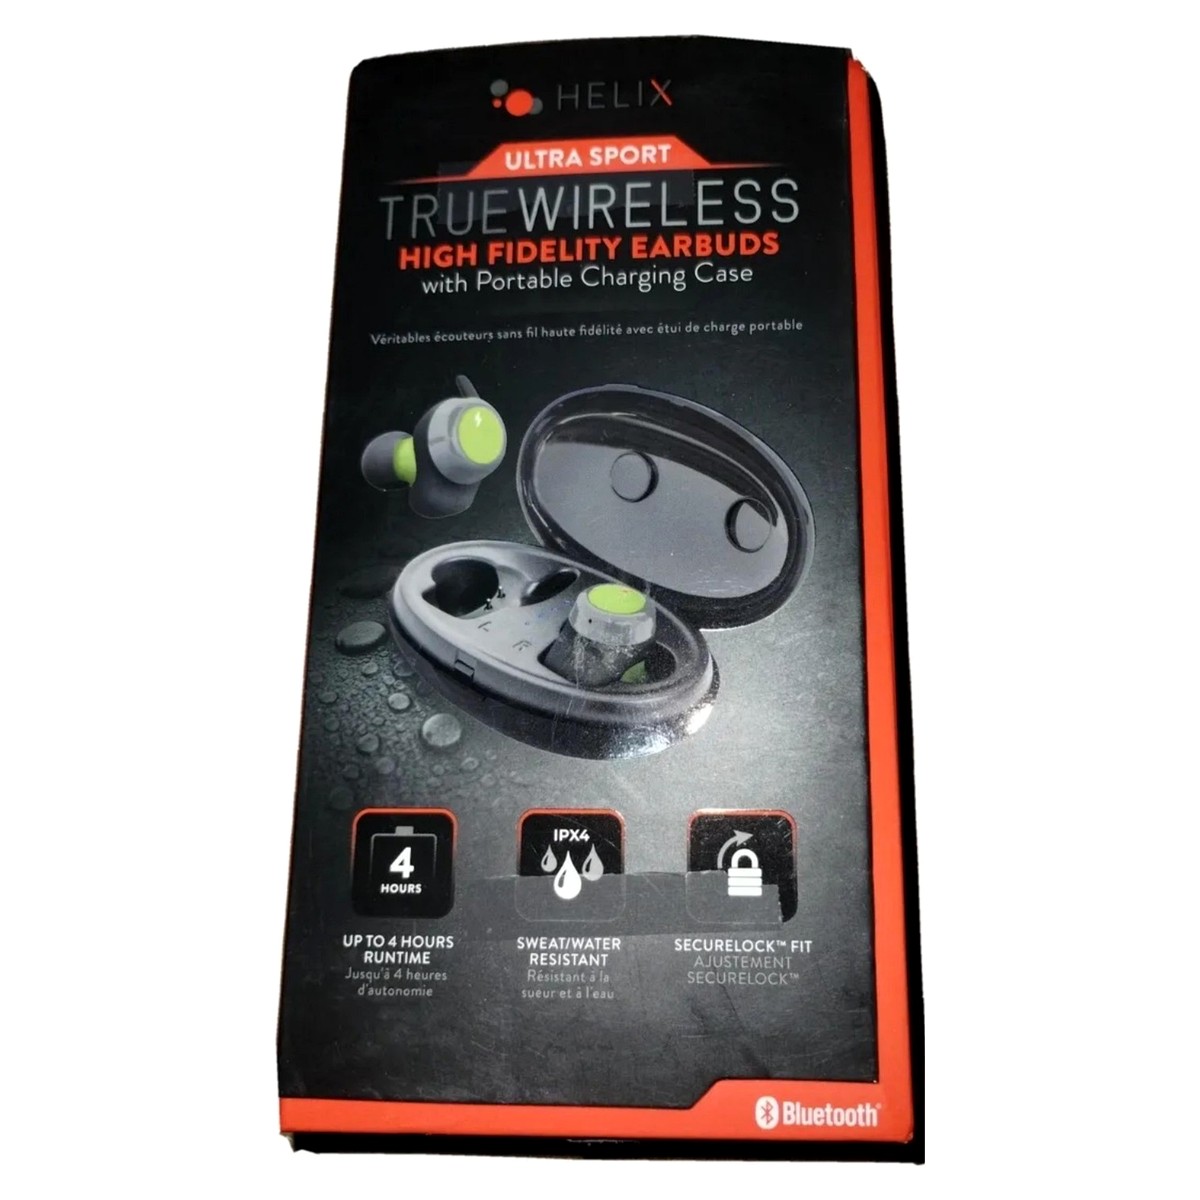 HELIX
ULTRA SPORT
TRUEWIRELESS
HIGH FIDELITY EARBUDS
with Portable Charging Case
Véritables écouteurs sans fil haute fidélité avec étui de charge portable
L
R
4
HOURS
IPX4
UP TO 4 HOURS
RUNTIME
Jusqu'à 4 heures
d'autonomie
SWEAT/WATER
RESISTANT
Résistant à la
sueur et à l'eau
SECURELOCK™ FIT
AJUSTEMENT
SECURELOCK™
Bluetooth®